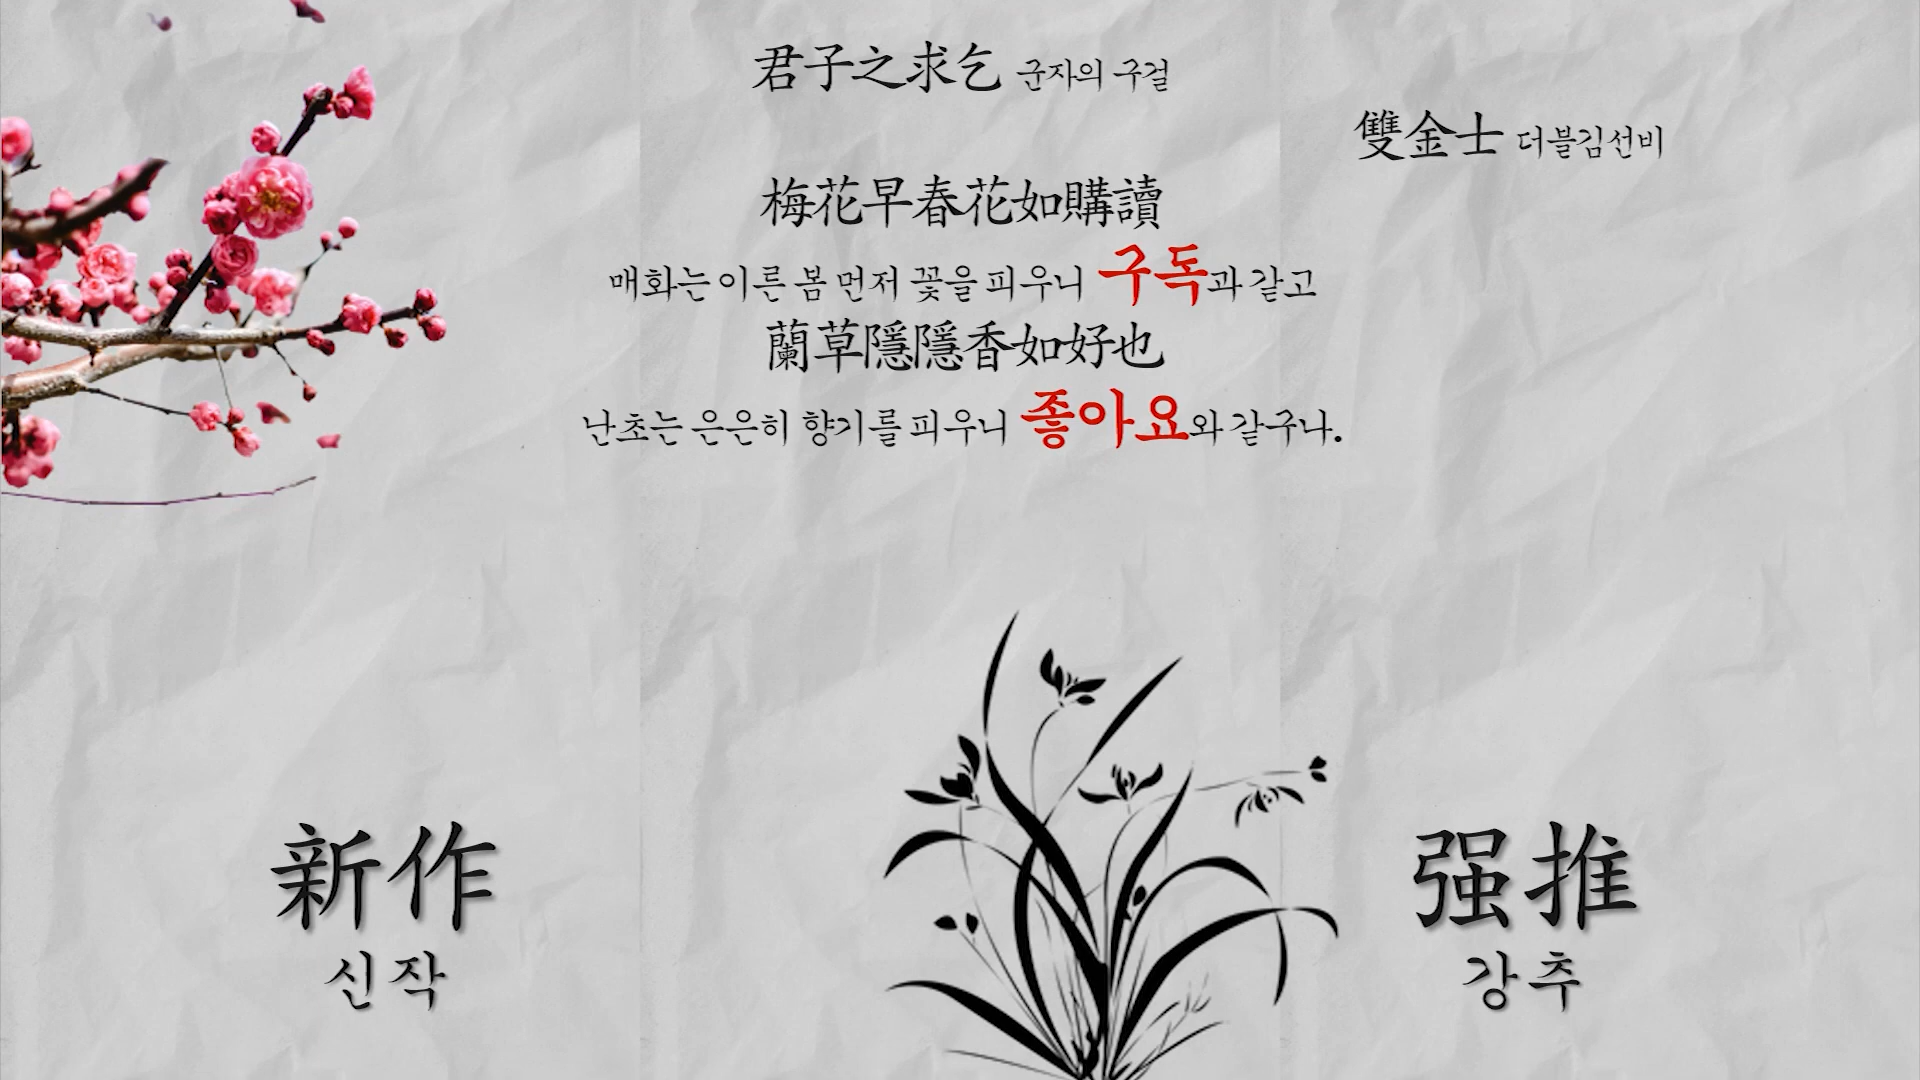 君子之求乞 군자의 구걸
雙金士 더블김선비
梅花早春花如購讀
매화는 이른 봄 먼저 꽃을 피우니 구독과 같고
蘭草隱隱香如好也
난초는 은은히 향기를 피우니 좋아요와 같구나.
新作
신작
强推
강추